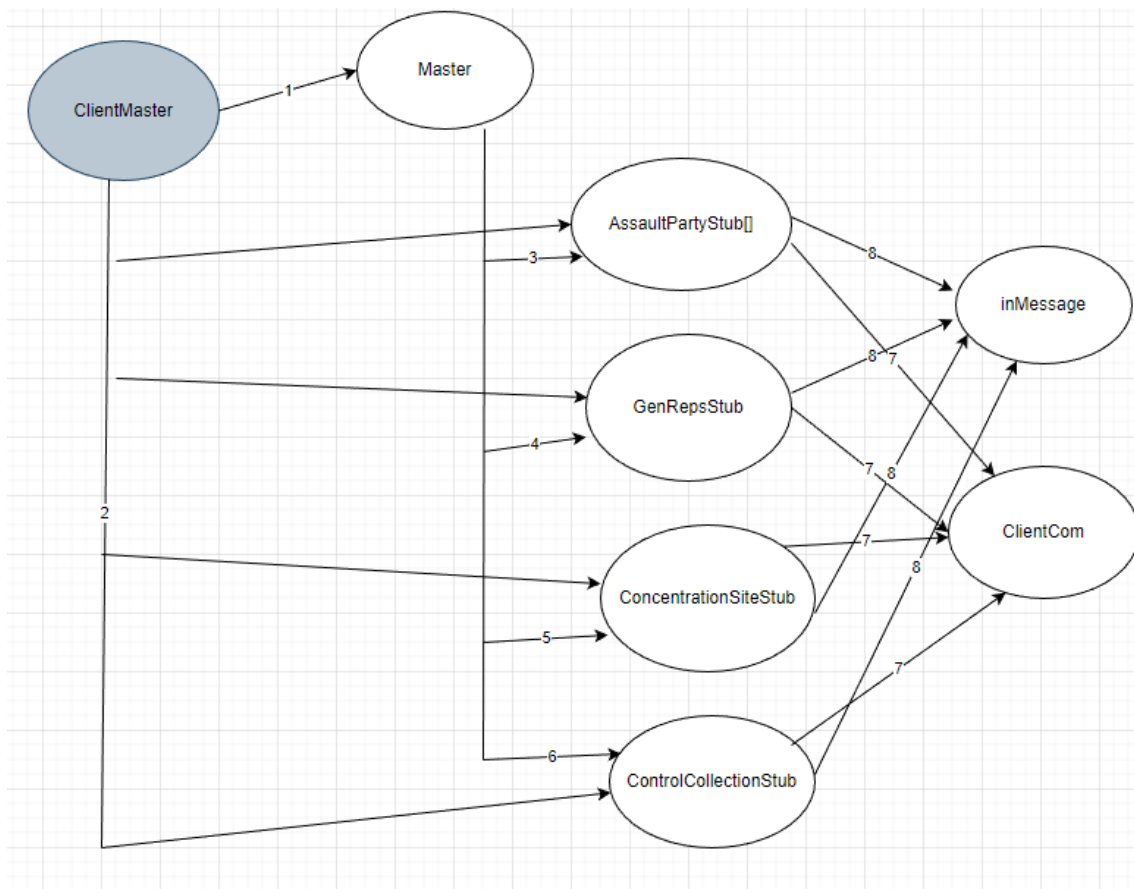 Master
ClientMaster
1
AssaultPartyStub[]
3
8
inMessage
8
7
GenRepsStub
4
7
8
2
ClientCom
7
8
ConcentrationSiteStub
5
7
6
ControlCollectionStub